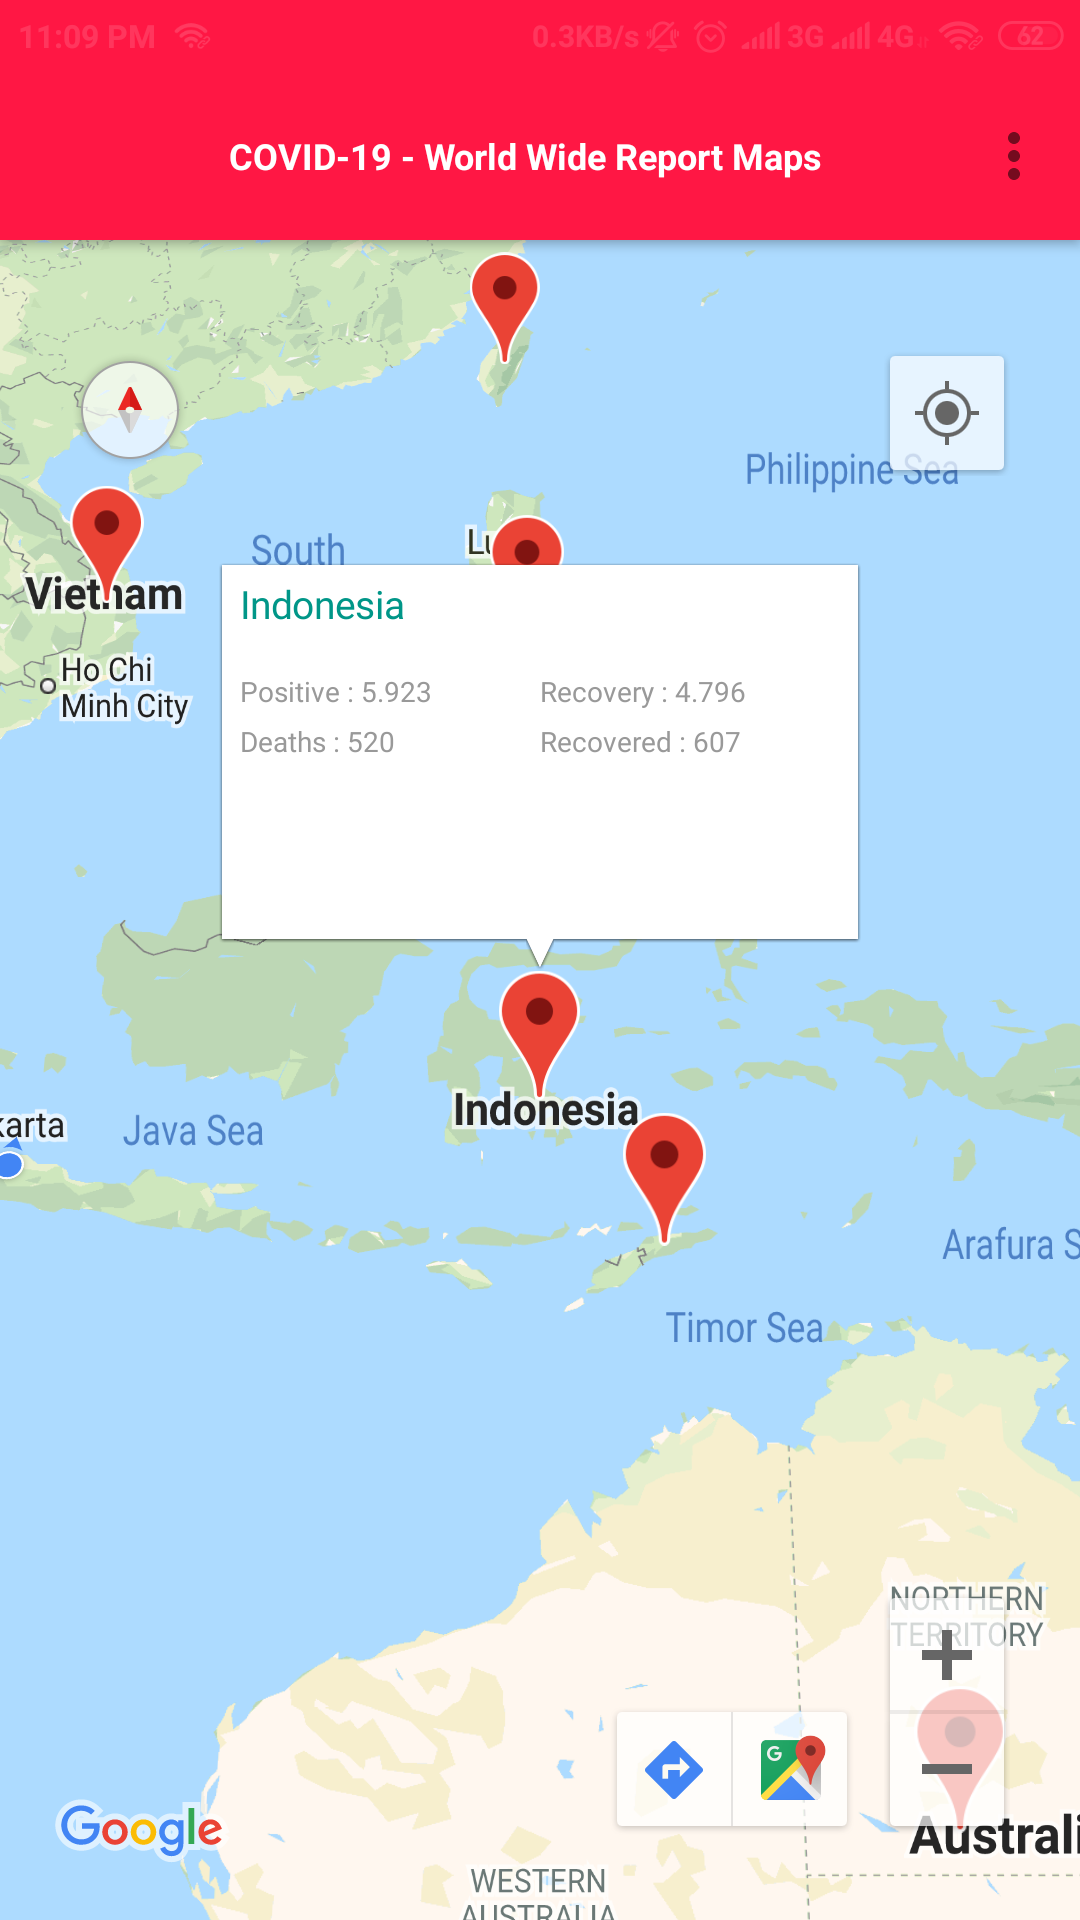 11:09 PM 0.3KB/s 3G 4G 62
COVID-19 - World Wide Report Maps
Philippine Sea
South
Vietnam
Indonesia
Ho Chi
Minh City
Positive : 5.923 Recovery : 4.796
Deaths : 520 Recovered : 607
Indonesia
karta
Java Sea
Arafura S
Timor Sea
NORTHERN
TERRITORY
G
Google
Australi
WESTERN
AUSTRALIA